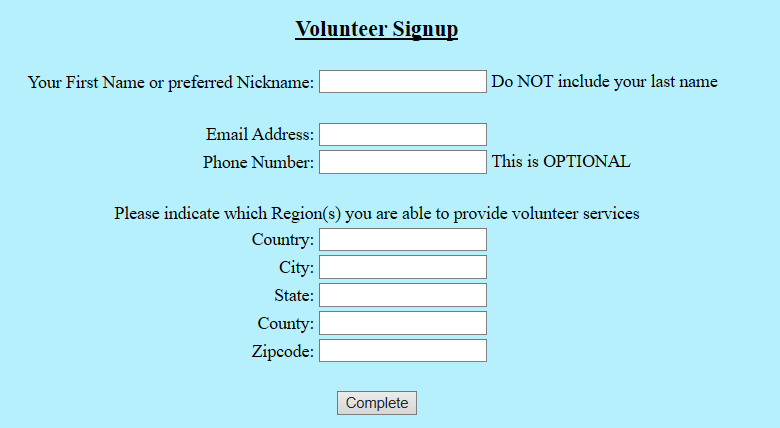 Volunteer Signup
Your First Name or preferred Nickname: Do NOT include your last name
Email Address:
Phone Number: This is OPTIONAL
Please indicate which Region(s) you are able to provide volunteer services
Country:
City:
State:
County:
Zipcode:
Complete